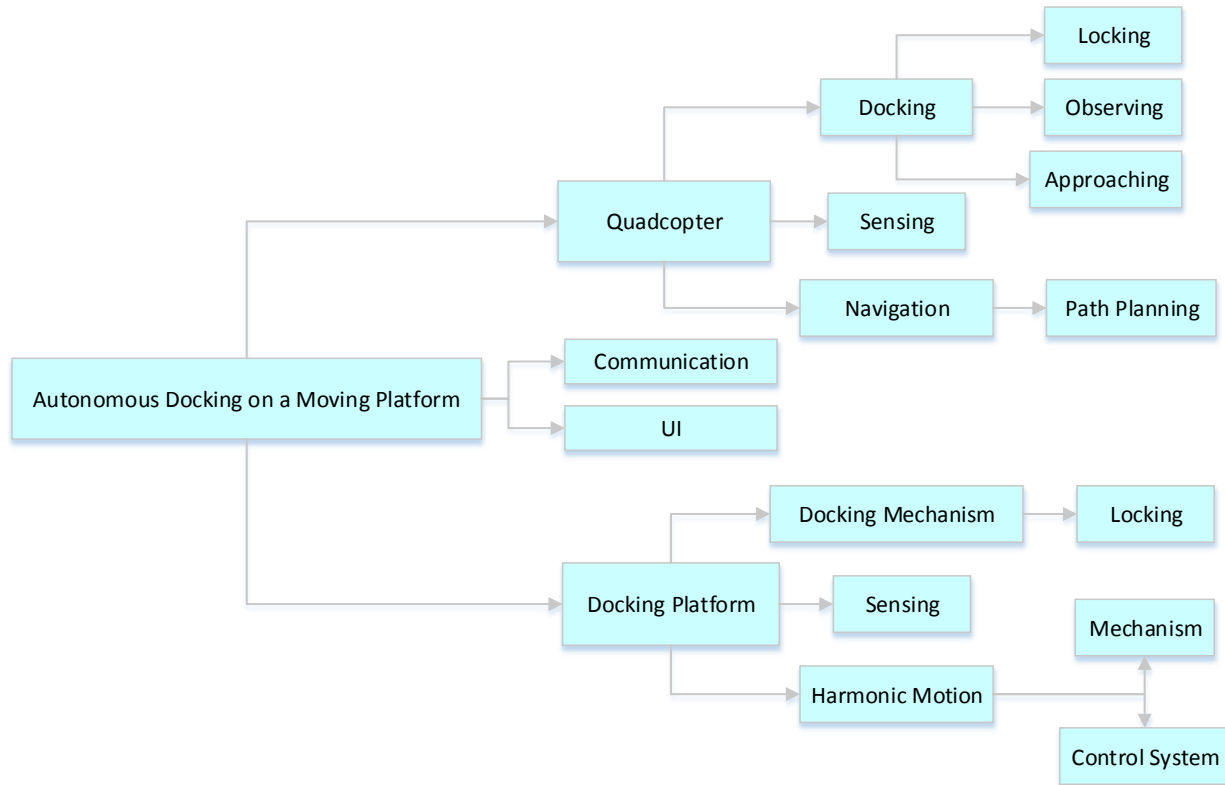 Locking
Docking
Observing
Approaching
Quadcopter
Sensing
Navigation
Path Planning
Autonomous Docking on a Moving Platform
Communication
UI
Docking Mechanism
Locking
Docking Platform
Sensing
Mechanism
Harmonic Motion
Control System